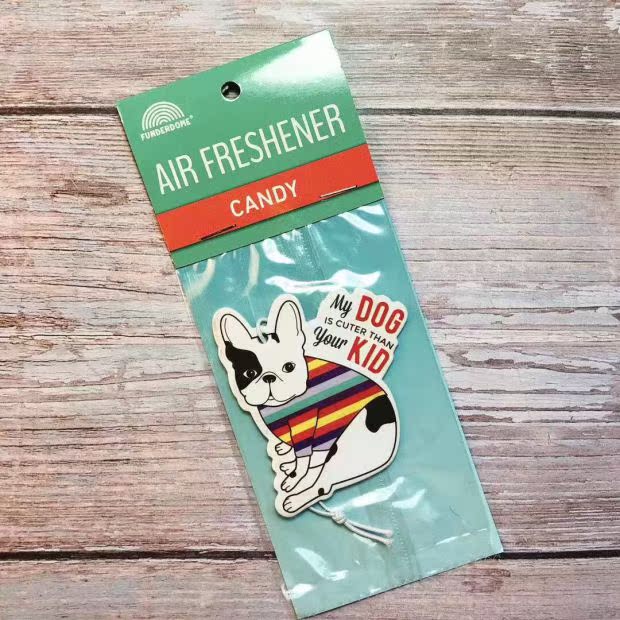 FUNDERDOME®
AIR FRESHENER
CANDY
My DOG
IS CUTER THAN
Your KID